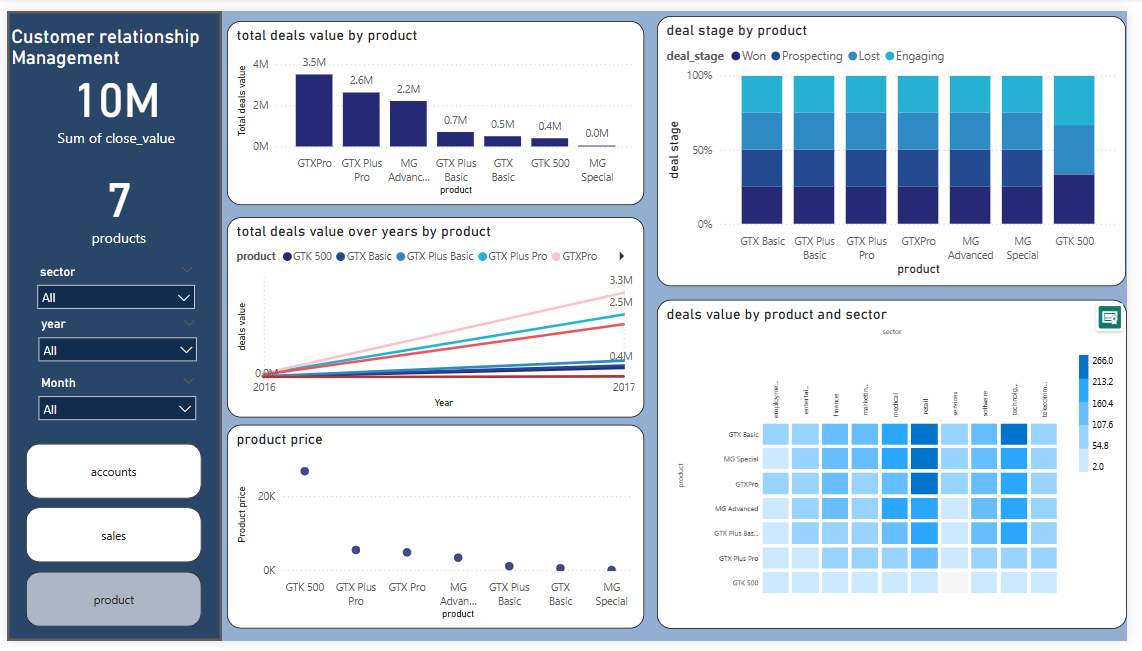 Customer relationship
Management
10M
Sum of close_value
7
products
sector
All
year
All
Month
All
accounts
sales
product
total deals value by product
Total deals value
4M
2M
0M
3.5M
2.6M
2.2M
0.7M
0.5M
0.4M
0.0M
GTXPro
GTX Plus
Pro
MG
Advanc...
GTX Plus
Basic
GTX
Basic
GTK 500
MG
Special
product
total deals value over years by product
product GTK 500 GTX Basic GTX Plus Basic GTX Plus Pro GTXPro
deals value
3.3M
2.5M
0.4M
0.0M
2016
2017
Year
product price
Product price
20K
0K
GTK 500
GTX Plus
Pro
GTX Pro
MG
Advan...
GTX Plus
Basic
GTX
Basic
MG
Special
product
deal stage by product
deal_stage Won Prospecting Lost Engaging
deal stage
100%
50%
0%
GTX Basic
GTX Plus
Basic
GTX Plus
Pro
GTXPro
MG
Advanced
MG
Special
GTK 500
product
deals value by product and sector
sector
employme...
entertai...
finance
marketin...
medical
retail
services
software
technolg...
telecomm...
product
GTX Basic
MG Special
GTXPro
MG Advanced
GTX Plus Bas...
GTX Plus Pro
GTK 500
266.0
213.2
160.4
107.6
54.8
2.0